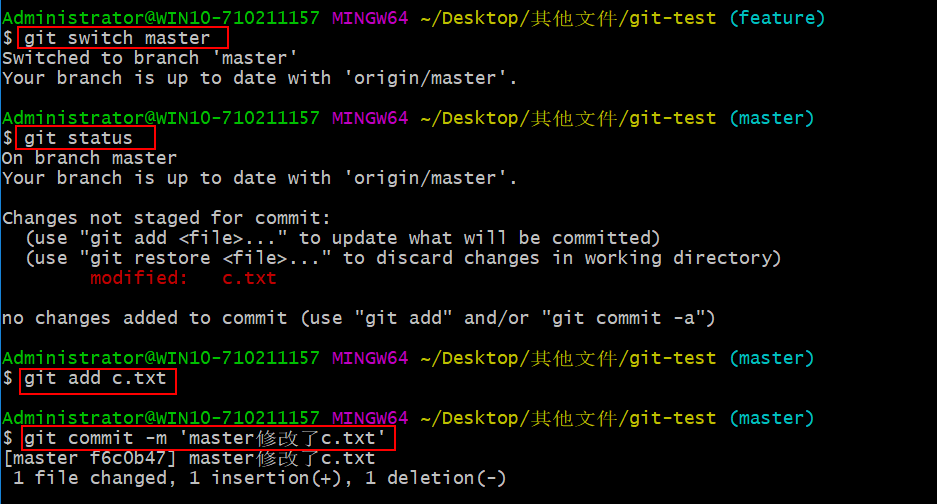 Administrator@WIN10-710211157 MINGW64 ~/Desktop/其他文件/git-test (feature)
$ git switch master
Switched to branch 'master'
Your branch is up to date with 'origin/master'.
Administrator@WIN10-710211157 MINGW64 ~/Desktop/其他文件/git-test (master)
$ git status
On branch master
Your branch is up to date with 'origin/master'.
Changes not staged for commit:
  (use "git add <file>..." to update what will be committed)
  (use "git restore <file>..." to discard changes in working directory)
        modified:   c.txt
no changes added to commit (use "git add" and/or "git commit -a")
Administrator@WIN10-710211157 MINGW64 ~/Desktop/其他文件/git-test (master)
$ git add c.txt
Administrator@WIN10-710211157 MINGW64 ~/Desktop/其他文件/git-test (master)
$ git commit -m 'master修改了c.txt'
[master f6c0b47] master修改了c.txt
 1 file changed, 1 insertion(+), 1 deletion(-)